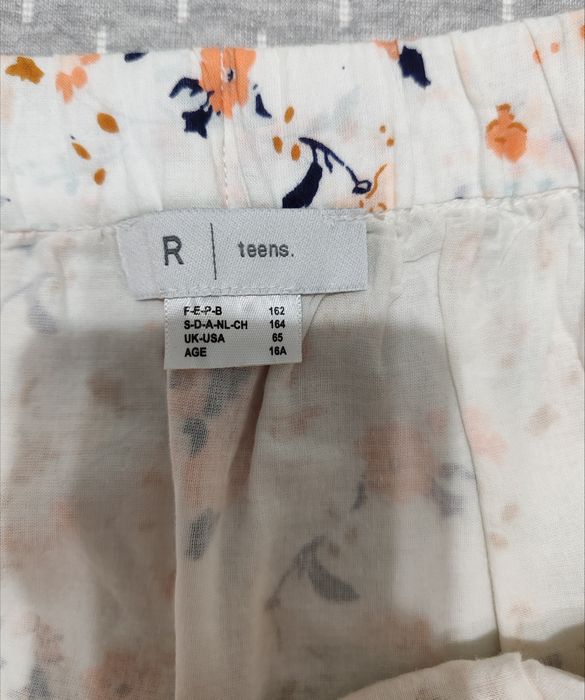 R | teens.
F-E-P-B 162
S-D-A-NL-CH 164
UK-USA 65
AGE 16A